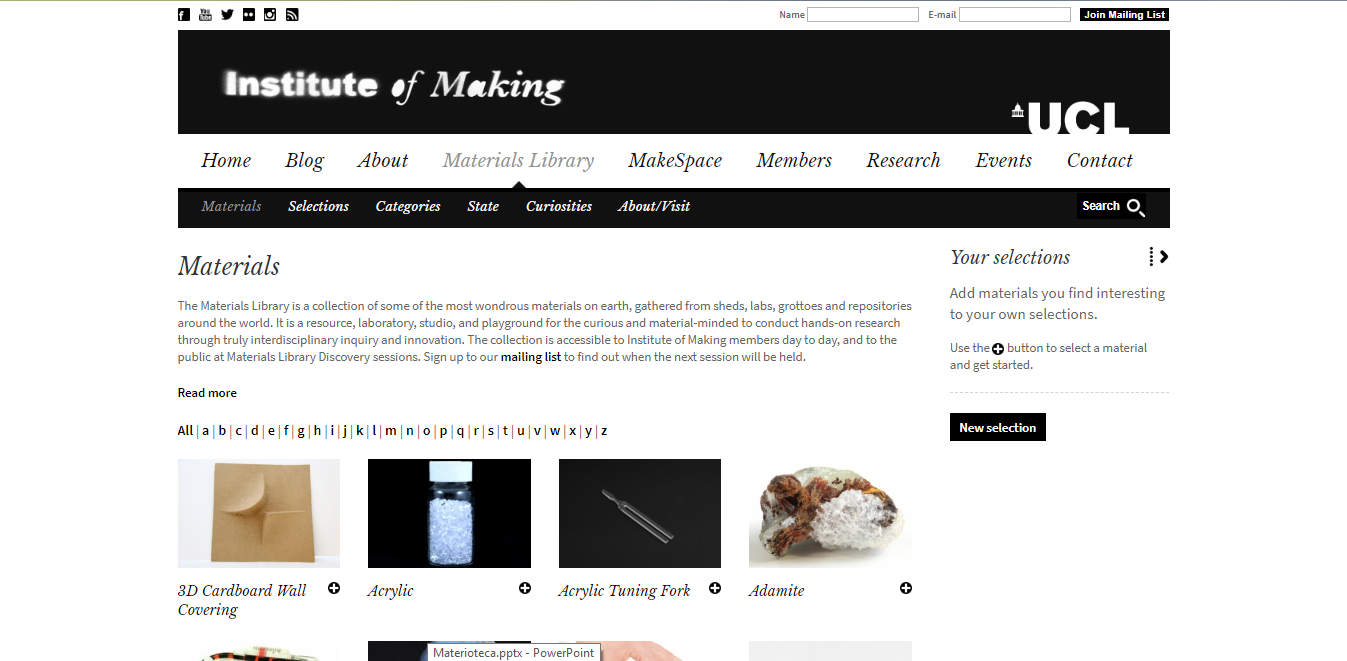 You Tube
Name
E-mail
Join Mailing List
Institute of Making
UCL
Home Blog About Materials Library MakeSpace Members Research Events Contact
Materials Selections Categories State Curiosities About/Visit
Search
Materials
The Materials Library is a collection of some of the most wondrous materials on earth, gathered from sheds, labs, grottoes and repositories
around the world. It is a resource, laboratory, studio, and playground for the curious and material-minded to conduct hands-on research
through truly interdisciplinary inquiry and innovation. The collection is accessible to Institute of Making members day to day, and to the
public at Materials Library Discovery sessions. Sign up to our mailing list to find out when the next session will be held.
Read more
All | a | b | c | d | e | f | g | h | i | j | k | l | m | n | o | p | q | r | s | t | u | v | w | x | y | z
3D Cardboard Wall
Covering
Acrylic
Acrylic Tuning Fork
Adamite
Your selections
Add materials you find interesting
to your own selections.
Use the button to select a material
and get started.
New selection
Materioteca.pptx - PowerPoint